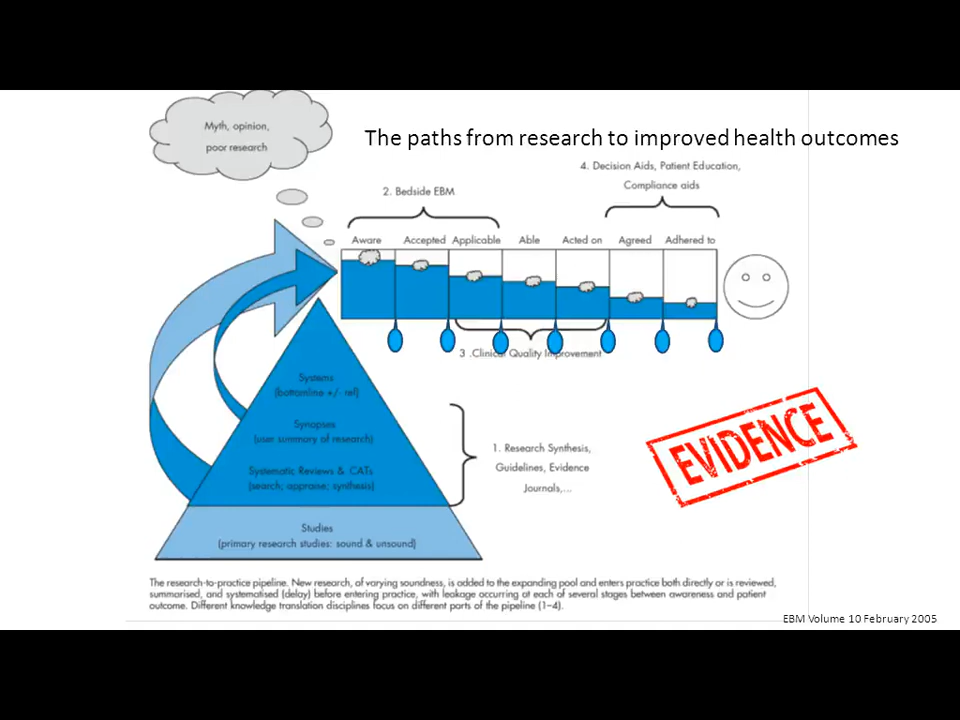 Myth, opinion,
poor research
The paths from research to improved health outcomes
4. Decision Aids, Patient Education,
Compliance aids
2. Bedside EBM
Aware Accepted Applicable Able Acted on Agreed Adhered to
3 .Clinical Quality Improvement
Systems
(bottomline +/- ref)
Synopses
(user summary of research)
Systematic Reviews & CATs
(search; appraise; synthesis)
1. Research Synthesis,
Guidelines, Evidence
Journals,...
EVIDENCE
Studies
(primary research studies: sound & unsound)
The research-to-practice pipeline. New research, of varying soundness, is added to the expanding pool and enters practice both directly or is reviewed,
summarised, and systematised (delay) before entering practice, with leakage occurring at each of several stages between awareness and patient
outcome. Different knowledge translation disciplines focus on different parts of the pipeline (1–4).
EBM Volume 10 February 2005